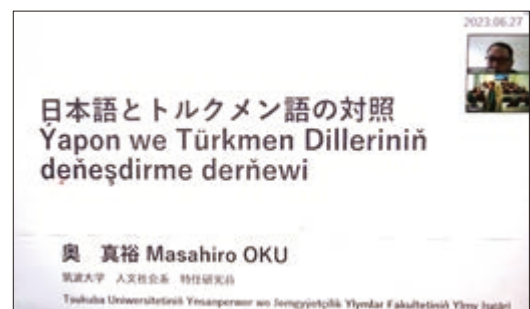 2023.06.27
日本語とトルクメン語の対照
Ýapon we Türkmen Dilleriniň
deňeşdirme derňewi
奥 真裕 Masahiro OKU
筑波大学 人文社会系 特任研究員
Tsukuba Uniwersitetiniň Ynsanperwer we Jemgyýetçilik Ylymlar Fakultetiniň Ylmy işgäri